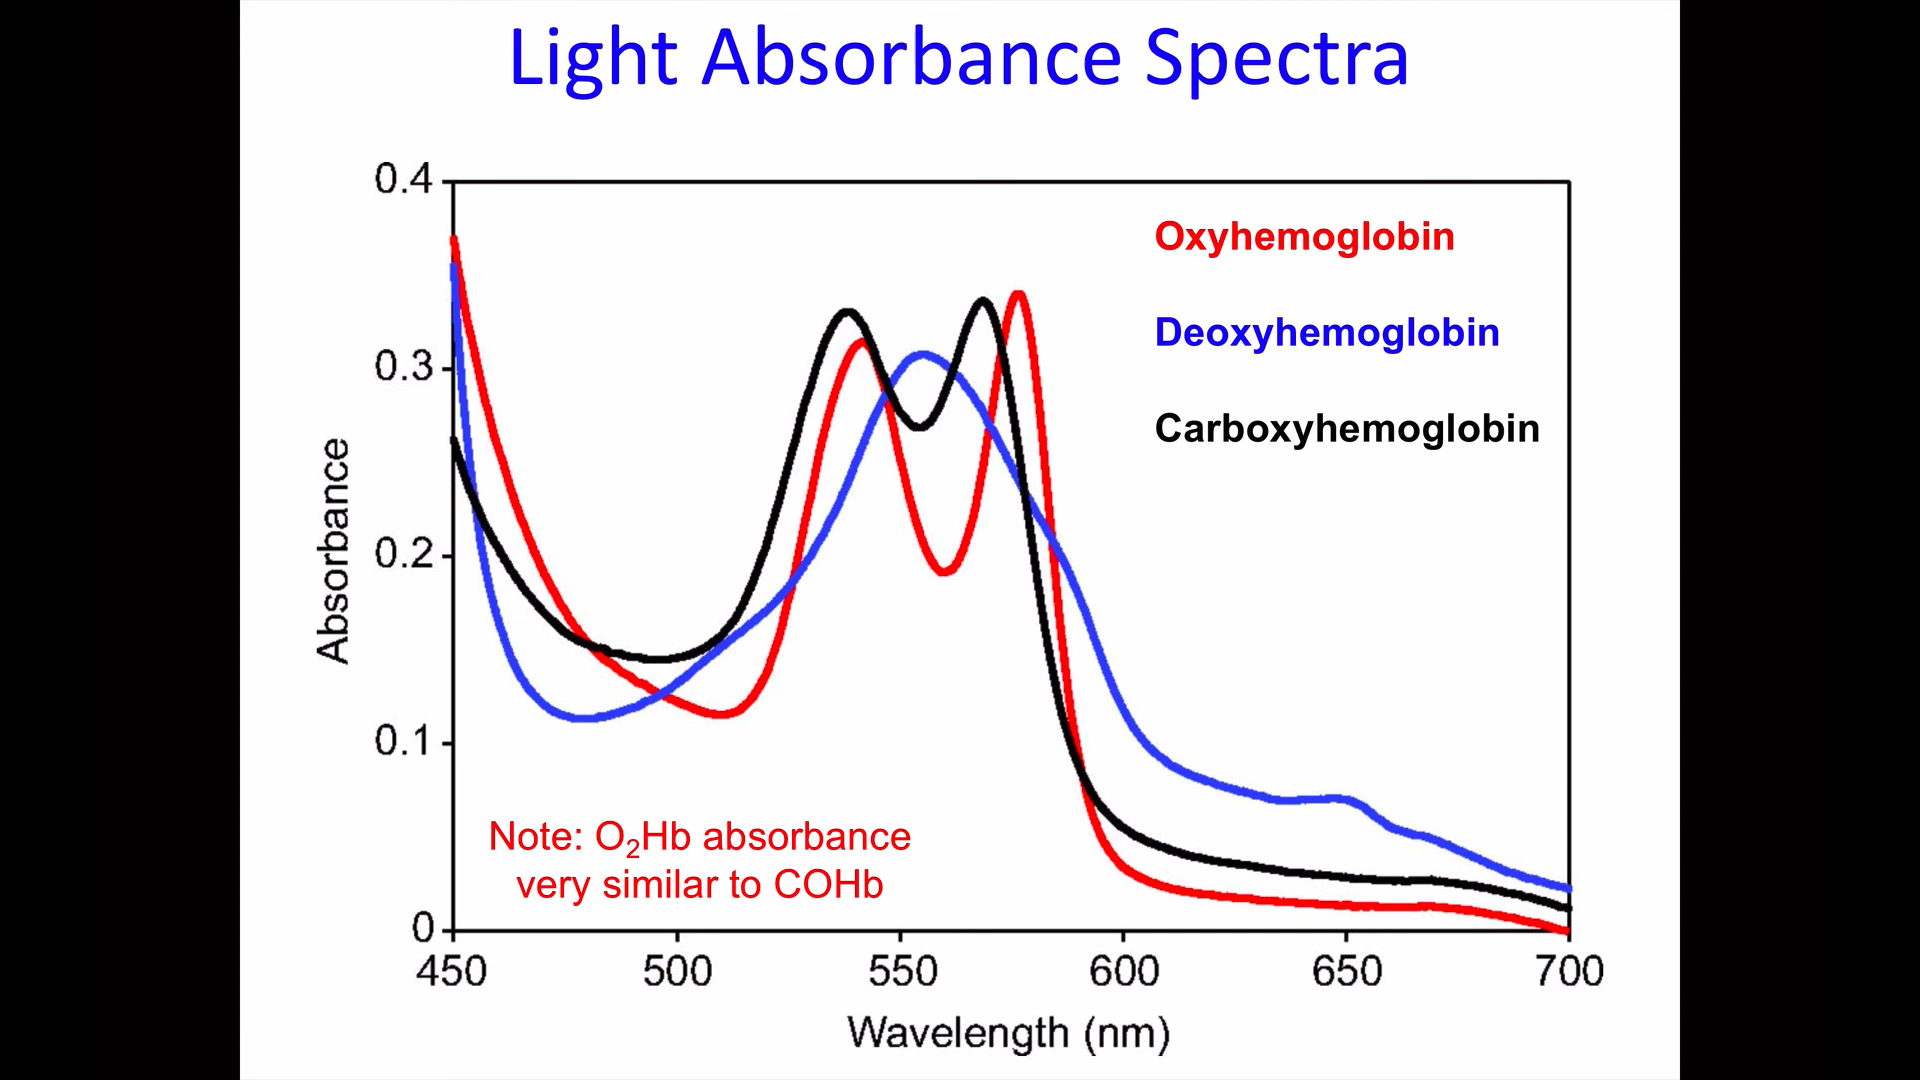 Light Absorbance Spectra
0.4
0.3
0.2
0.1
0
Absorbance
Oxyhemoglobin
Deoxyhemoglobin
Carboxyhemoglobin
Note: O₂Hb absorbance
very similar to COHb
450 500 550 600 650 700
Wavelength (nm)